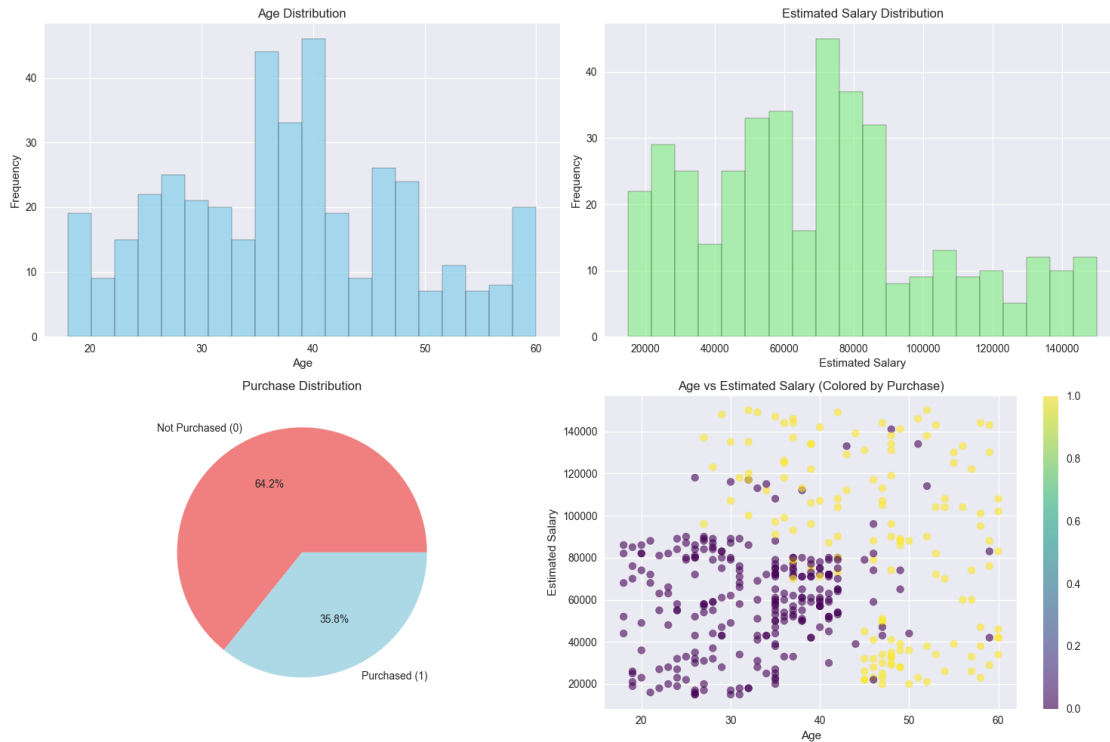 Age Distribution
Frequency
40
30
20
10
0
20 30 40 50 60
Age
Estimated Salary Distribution
Frequency
40
30
20
10
0
20000 40000 60000 80000 100000 120000 140000
Estimated Salary
Purchase Distribution
Not Purchased (0)
64.2%
35.8%
Purchased (1)
Age vs Estimated Salary (Colored by Purchase)
Estimated Salary
140000
120000
100000
80000
60000
40000
20000
20 30 40 50 60
Age
1.0
0.8
0.6
0.4
0.2
0.0